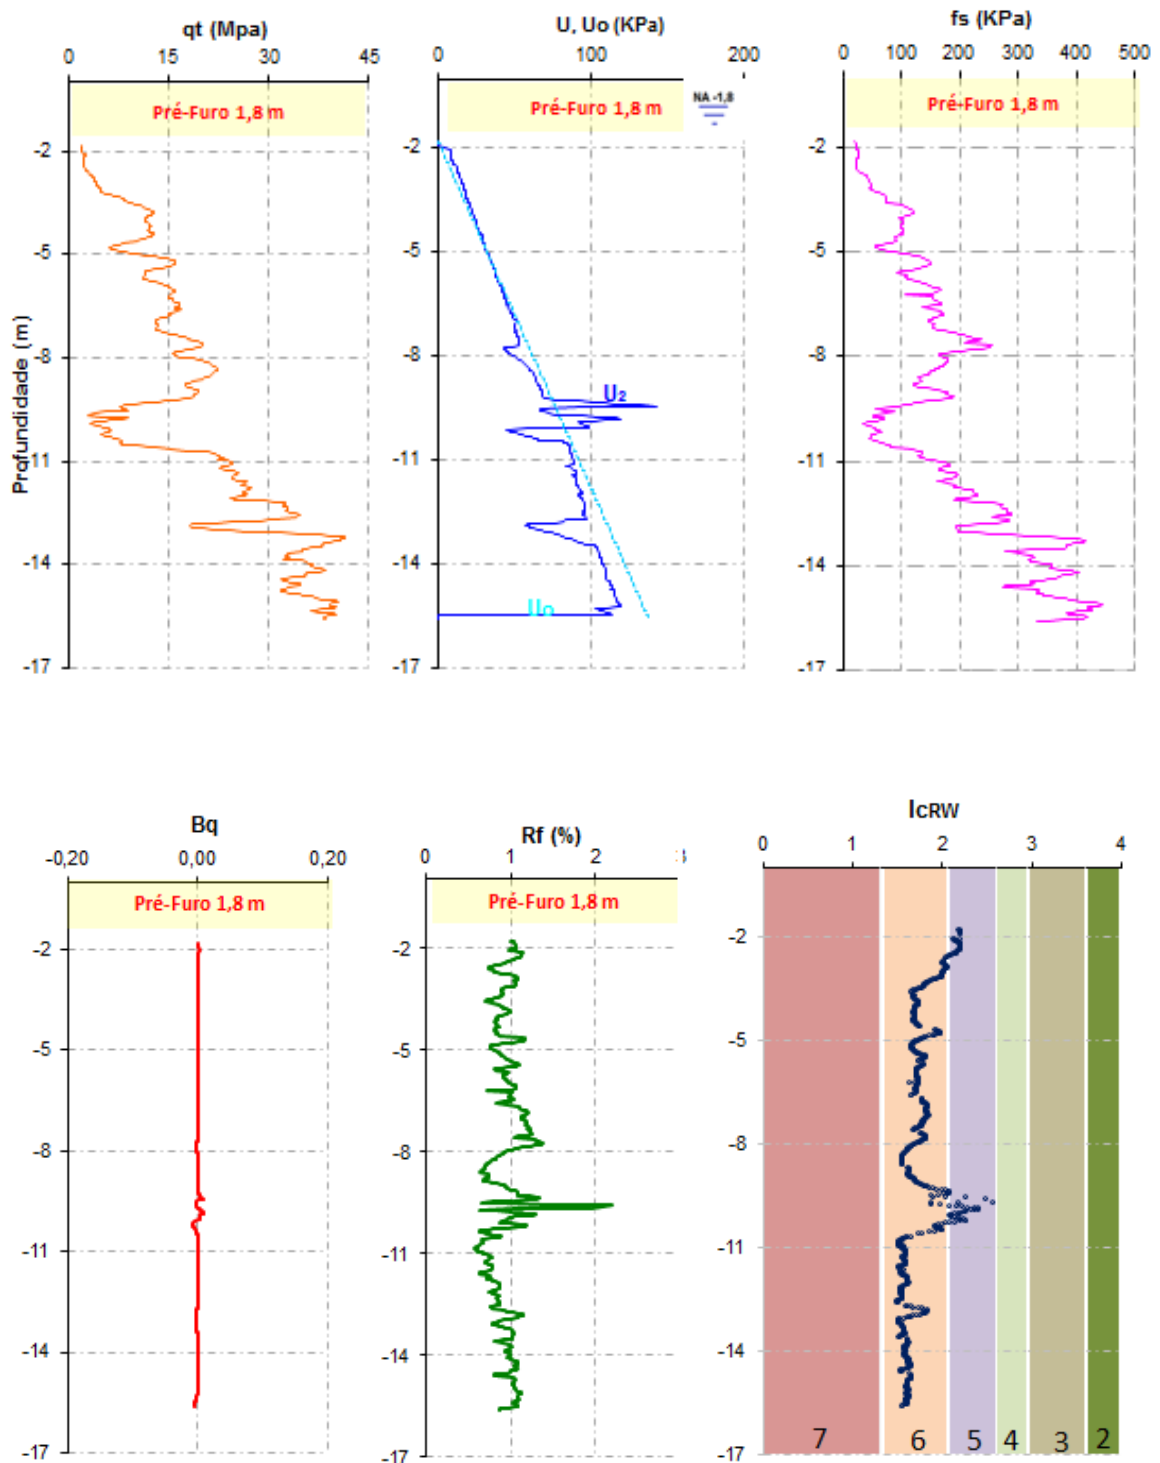 qt (Mpa)
0 15 30 45
Pré-Furo 1,8 m
-2
-5
-8
-11
-14
-17
Profundidade (m)
U, Uo (KPa)
0 100 200
Pré-Furo 1,8 m
NA -1,8
-2
-5
-8
U2
-11
-14
Uo
-17
fs (KPa)
0 100 200 300 400 500
Pré-Furo 1,8 m
-2
-5
-8
-11
-14
-17
Bq
-0,20 0,00 0,20
Pré-Furo 1,8 m
-2
-5
-8
-11
-14
-17
Rf (%)
0 1 2
Pré-Furo 1,8 m
-2
-5
-8
-11
-14
-17
IcRW
0 1 2 3 4
-2
-5
-8
-11
-14
-17
7 6 5 4 3 2